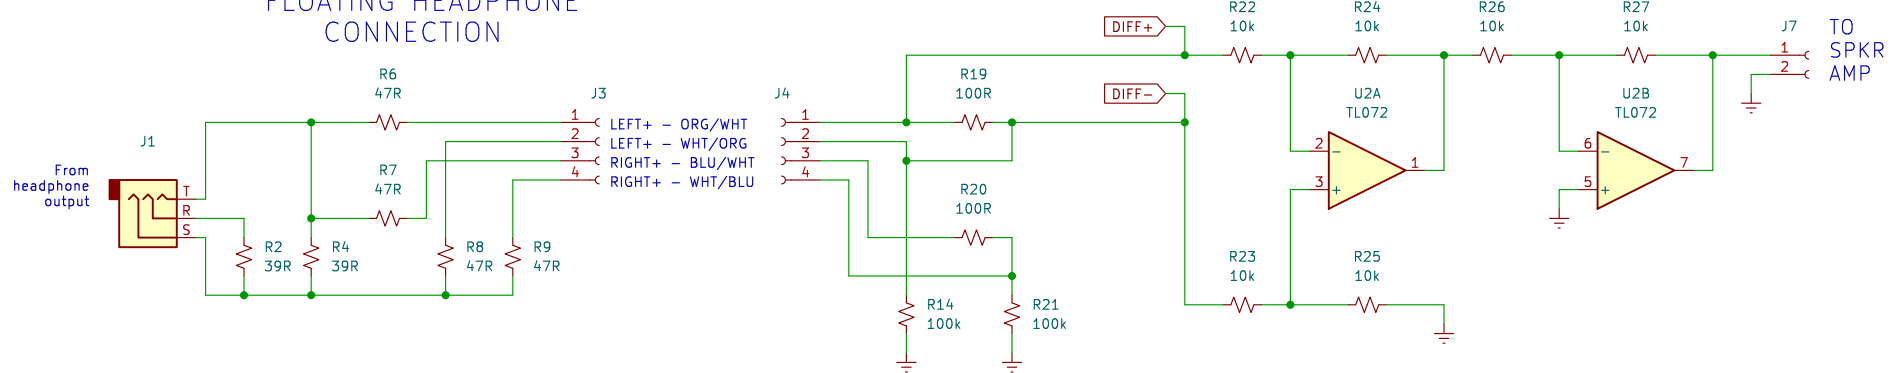 FLOATING HEADPHONE
CONNECTION
From
headphone
output
J1
T
R
S
R2
39R
R4
39R
R6
47R
R7
47R
R8
47R
R9
47R
J3
1
2
3
4
LEFT+ - ORG/WHT
LEFT+ - WHT/ORG
RIGHT+ - BLU/WHT
RIGHT+ - WHT/BLU
J4
1
2
3
4
R19
100R
R20
100R
R14
100k
R21
100k
DIFF+
DIFF-
R22
10k
R24
10k
R23
10k
R25
10k
U2A
TL072
2
3
1
-
+
R26
10k
R27
10k
U2B
TL072
6
5
7
-
+
J7
1
2
TO
SPKR
AMP